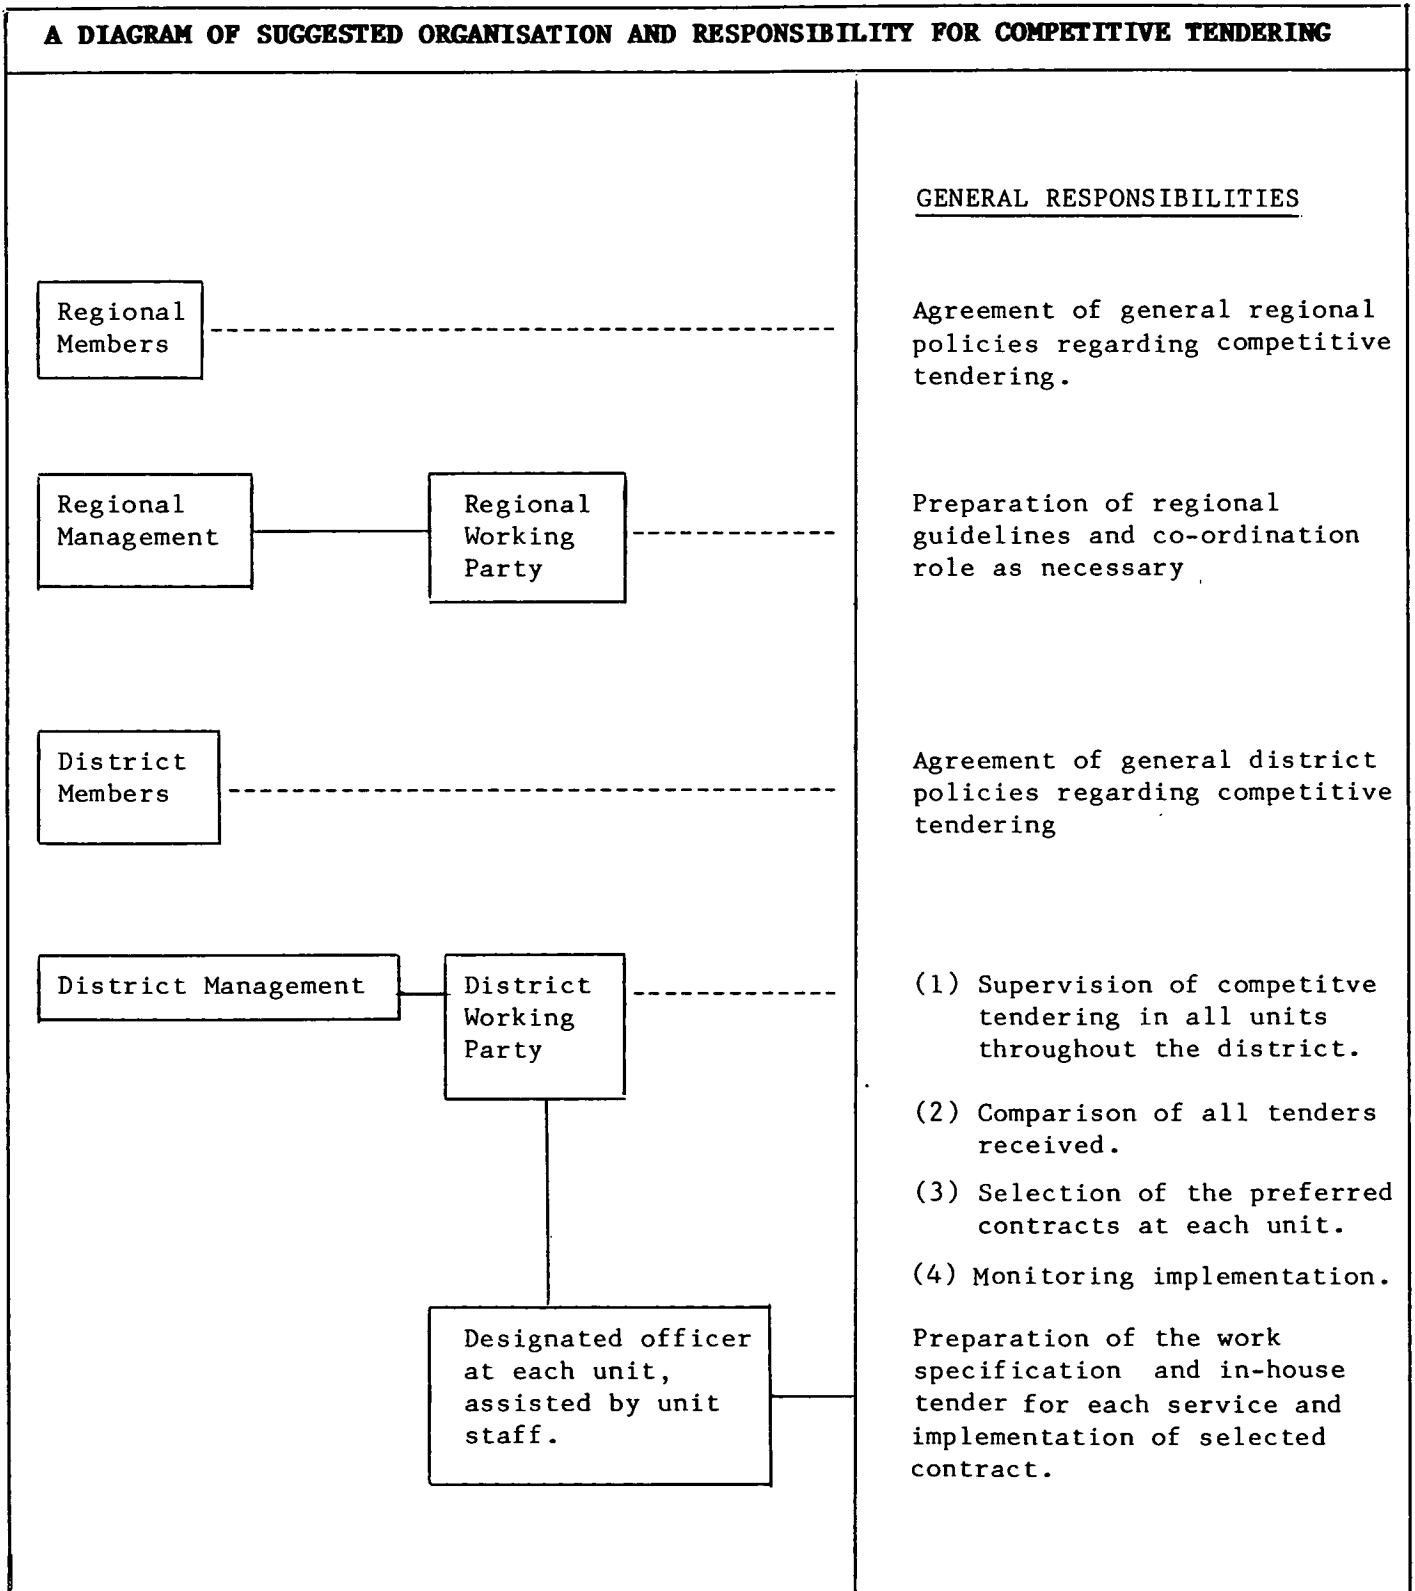 A DIAGRAM OF SUGGESTED ORGANISATION AND RESPONSIBILITY FOR COMPETITIVE TENDERING
GENERAL RESPONSIBILITIES
Regional
Members
Agreement of general regional
policies regarding competitive
tendering.
Regional
Management
Regional
Working
Party
Preparation of regional
guidelines and co-ordination
role as necessary
District
Members
Agreement of general district
policies regarding competitive
tendering
District Management
District
Working
Party
(1) Supervision of competitve
tendering in all units
throughout the district.
(2) Comparison of all tenders
received.
(3) Selection of the preferred
contracts at each unit.
(4) Monitoring implementation.
Designated officer
at each unit,
assisted by unit
staff.
Preparation of the work
specification and in-house
tender for each service and
implementation of selected
contract.